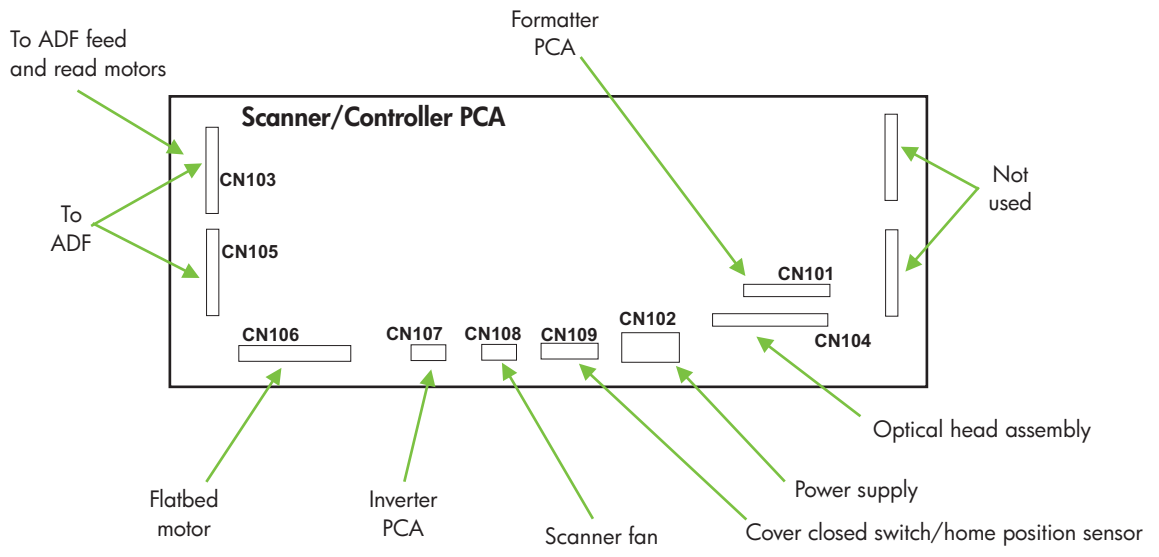 Formatter
PCA
To ADF feed
and read motors
Scanner/Controller PCA
CN103
To
ADF
Not
used
CN105
CN101
CN106
CN107
CN108
CN109
CN102
CN104
Optical head assembly
Flatbed
motor
Inverter
PCA
Power supply
Scanner fan
Cover closed switch/home position sensor